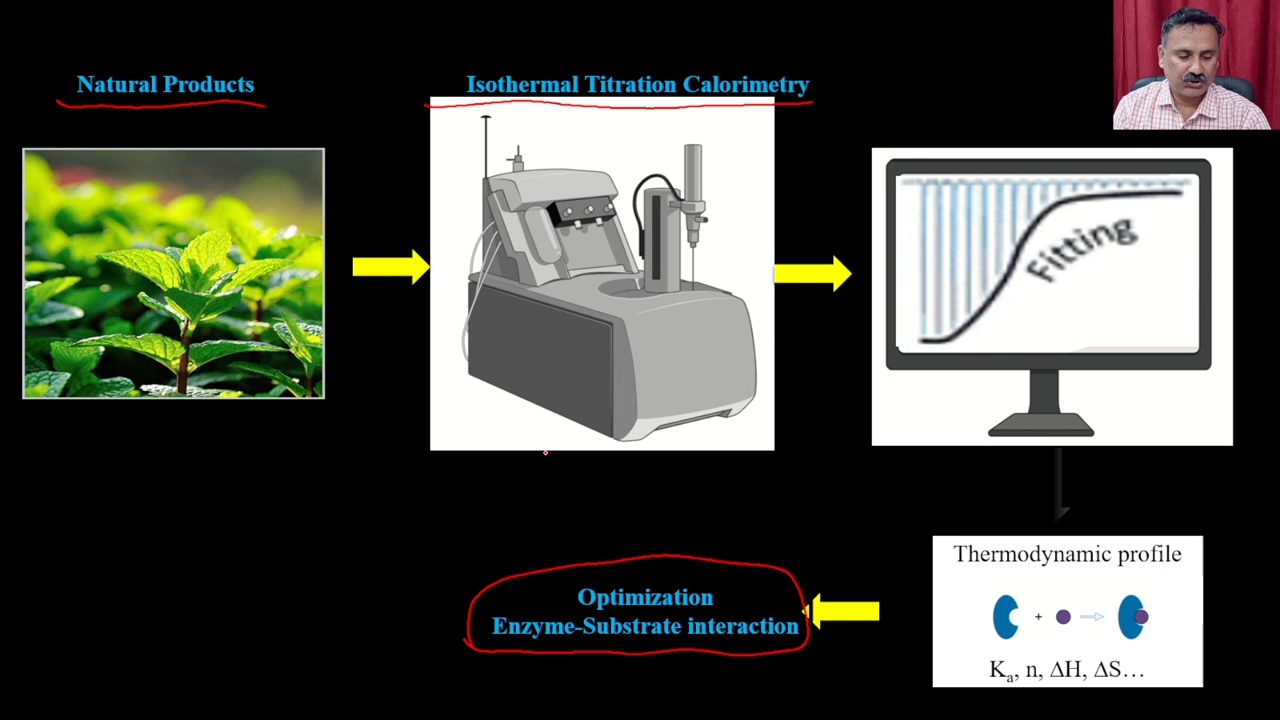 Natural Products
Isothermal Titration Calorimetry
Fitting
Thermodynamic profile
+
Kₐ, n, ΔH, ΔS…
Optimization
Enzyme-Substrate interaction